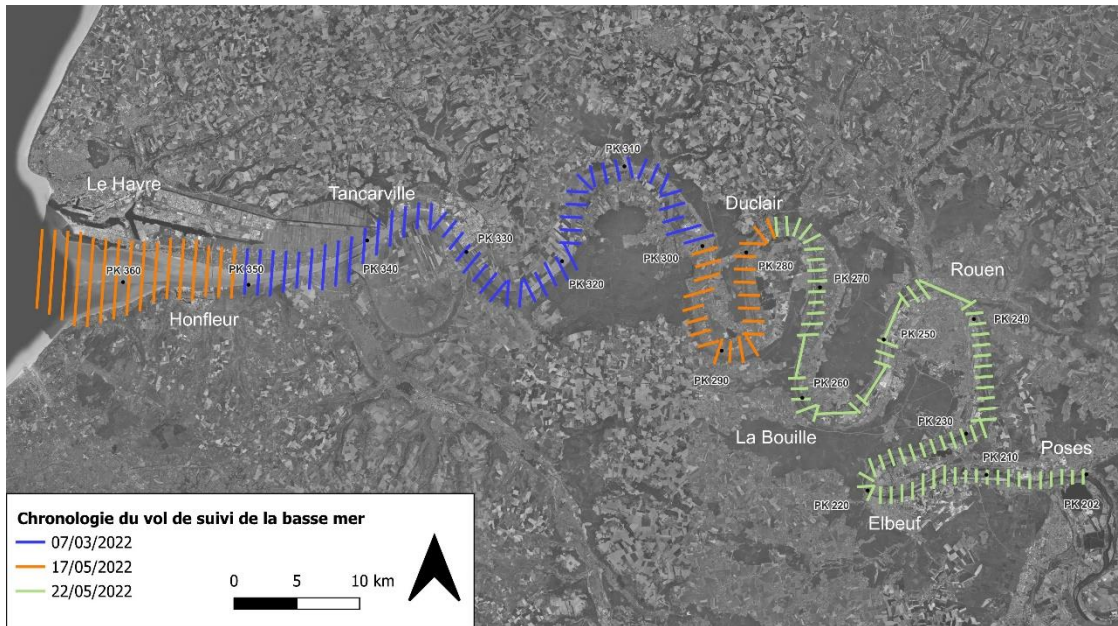 PK 310
Le Havre
Tancarville
Duclair
PK 330
PK 300
PK 280
PK 360
PK 350
PK 340
PK 320
PK 270
Rouen
Honfleur
PK 240
PK 250
PK 290
PK 260
La Bouille
PK 230
PK 210
Poses
PK 220
Elbeuf
PK 202
Chronologie du vol de suivi de la basse mer
07/03/2022
17/05/2022
22/05/2022
0 5 10 km